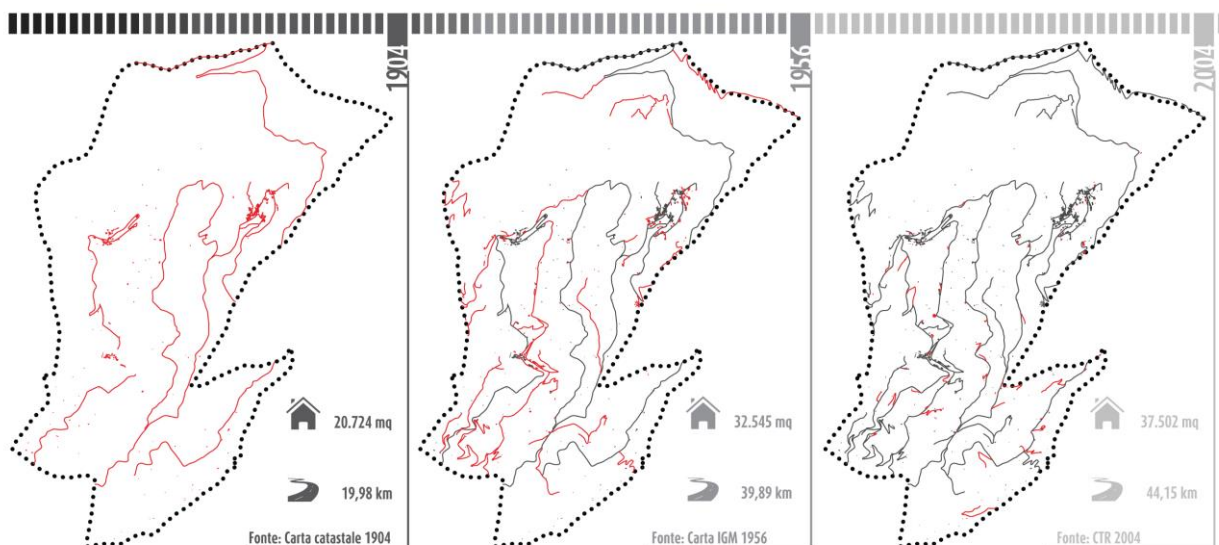 1904
20.724 mq
19,98 km
Fonte: Carta catastale 1904
1956
32.545 mq
39,89 km
Fonte: Carta IGM 1956
2004
37.502 mq
44,15 km
Fonte: CTR 2004